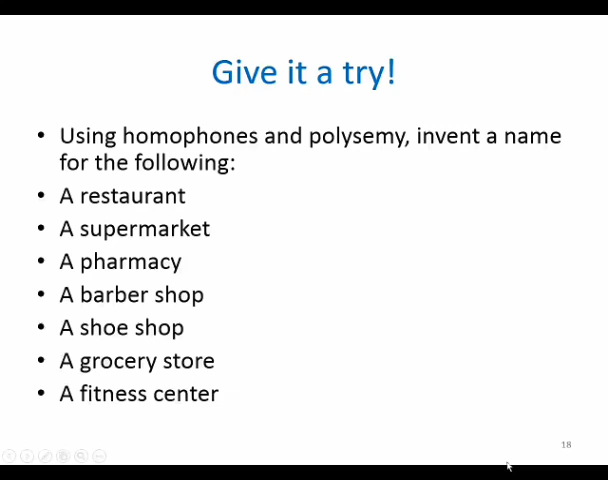 Give it a try!
• Using homophones and polysemy, invent a name
for the following:
• A restaurant
• A supermarket
• A pharmacy
• A barber shop
• A shoe shop
• A grocery store
• A fitness center
18